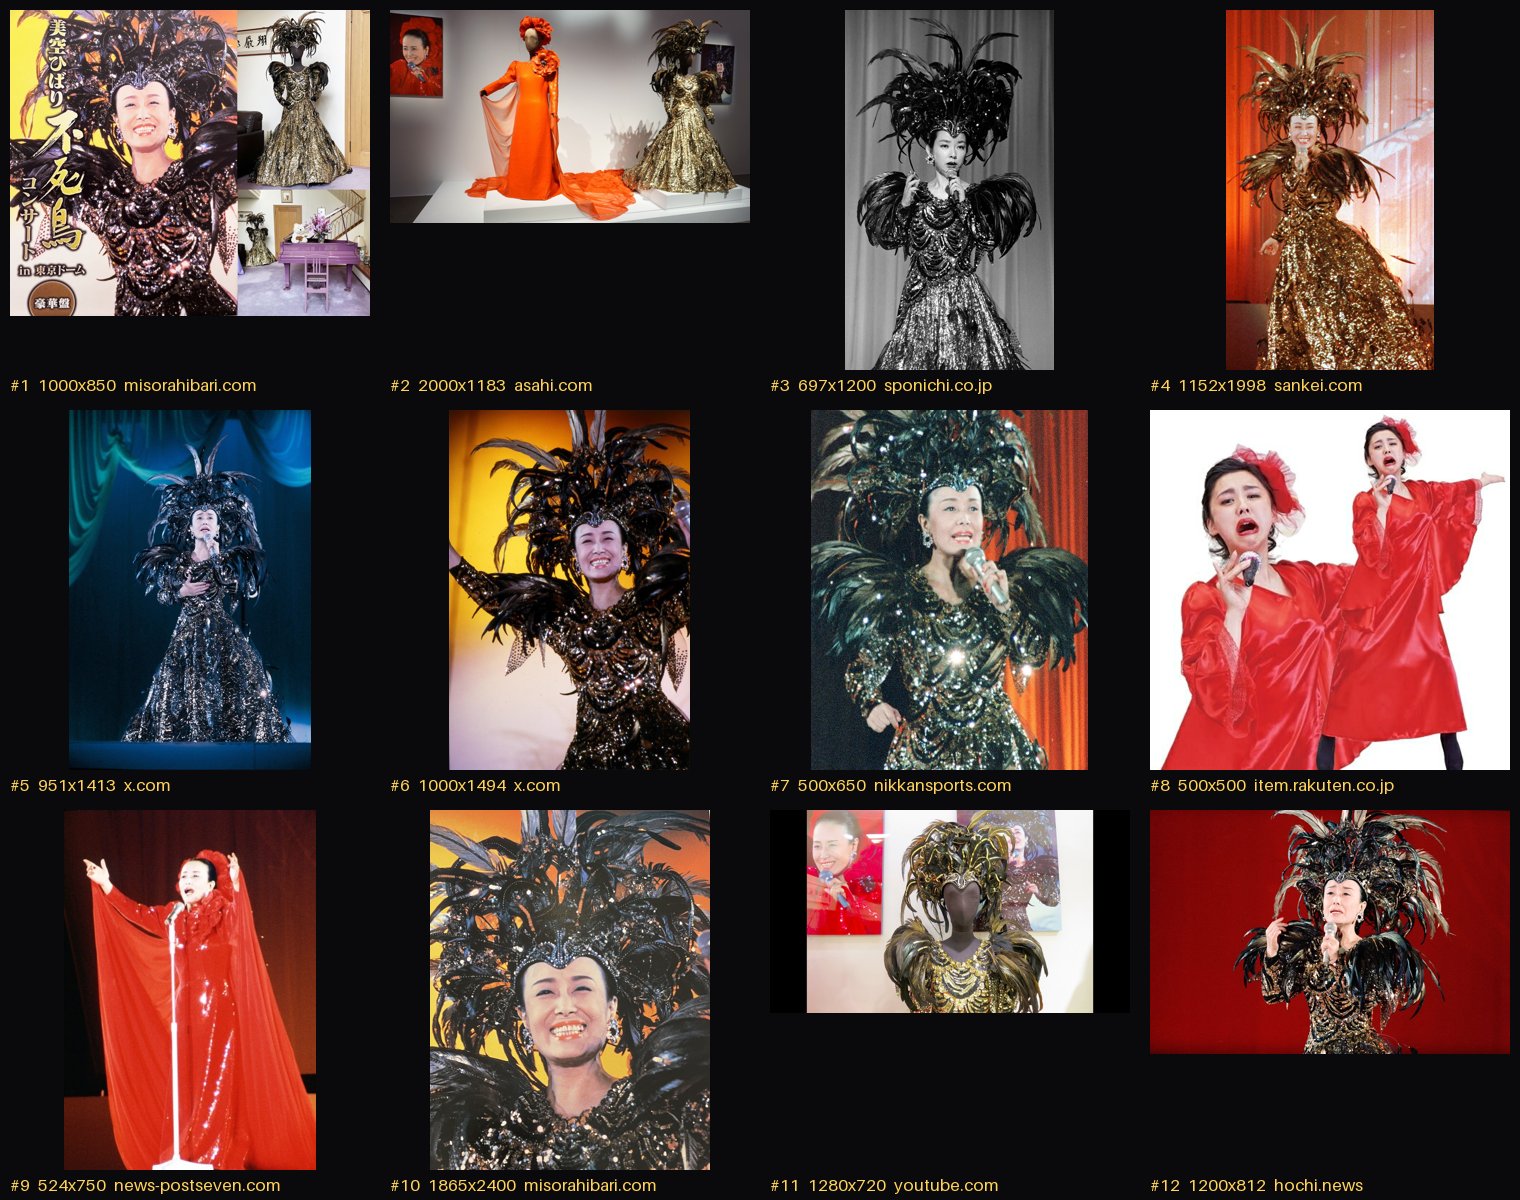 美空ひばり
不死鳥
コンサート
in 東京ドーム
豪華盤
#1 1000x850 misorahibari.com
#2 2000x1183 asahi.com
#3 697x1200 sponichi.co.jp
#4 1152x1998 sankei.com
#5 951x1413 x.com
#6 1000x1494 x.com
#7 500x650 nikkansports.com
#8 500x500 item.rakuten.co.jp
#9 524x750 news-postseven.com
#10 1865x2400 misorahibari.com
#11 1280x720 youtube.com
#12 1200x812 hochi.news